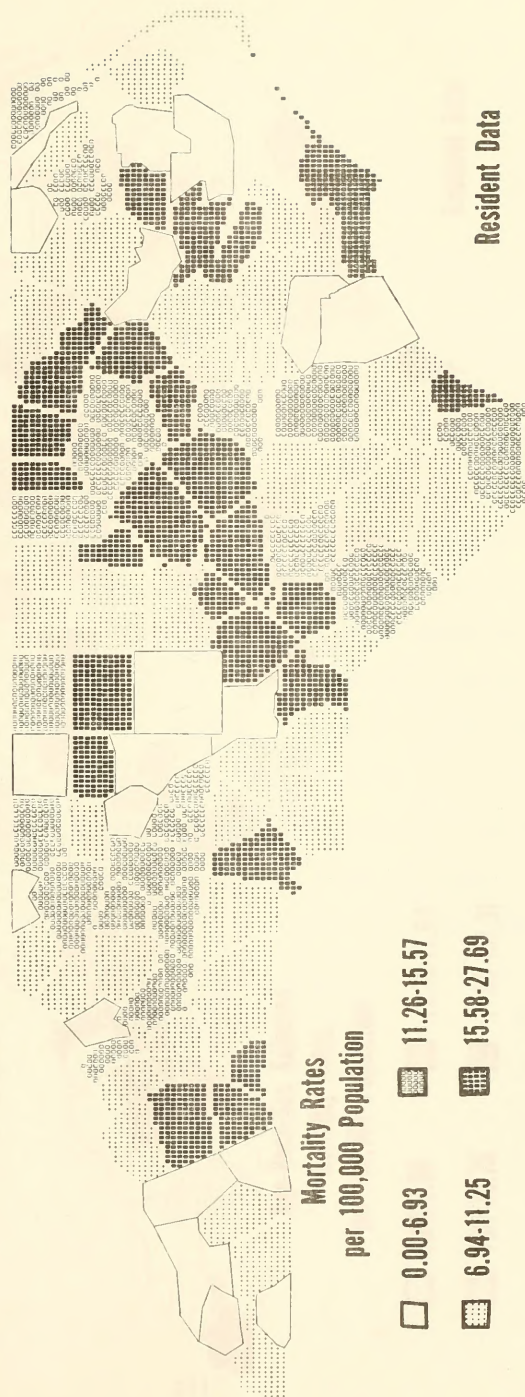 Mortality Rates
per 100,000 Population
0.00-6.93
11.26-15.57
6.94-11.25
15.58-27.69
Resident Data